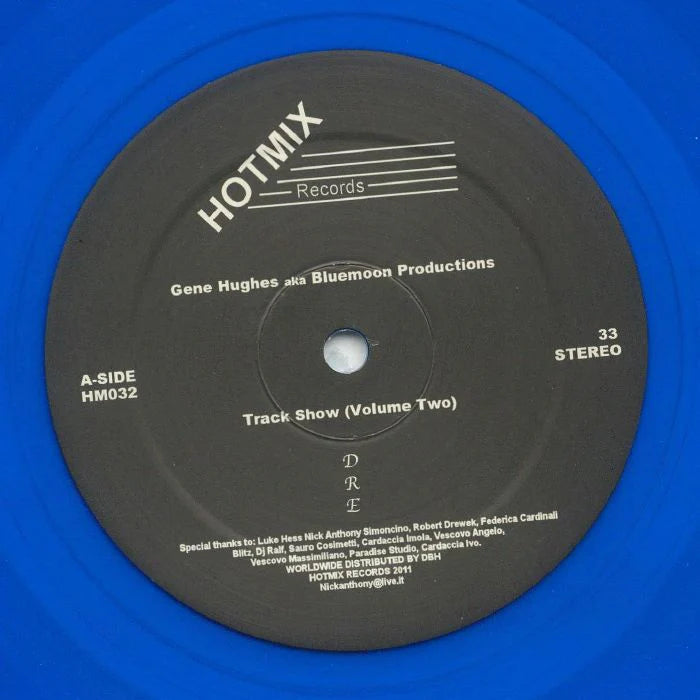 HOTMIX
Records
Gene Hughes aka Bluemoon Productions
33
STEREO
A-SIDE
HM032
Track Show (Volume Two)
D
R
E
Special thanks to: Luke Hess Nick Anthony Simoncino, Robert Drewek, Federica Cardinali
Blitz, Dj Ralf, Sauro Cosimetti, Cardaccia Imola, Vescovo Angelo,
Vescovo Massimiliano, Paradise Studio, Cardaccia Ivo.
WORLDWIDE DISTRIBUTED BY DBH
HOTMIX RECORDS 2011
Nickanthony@live.it